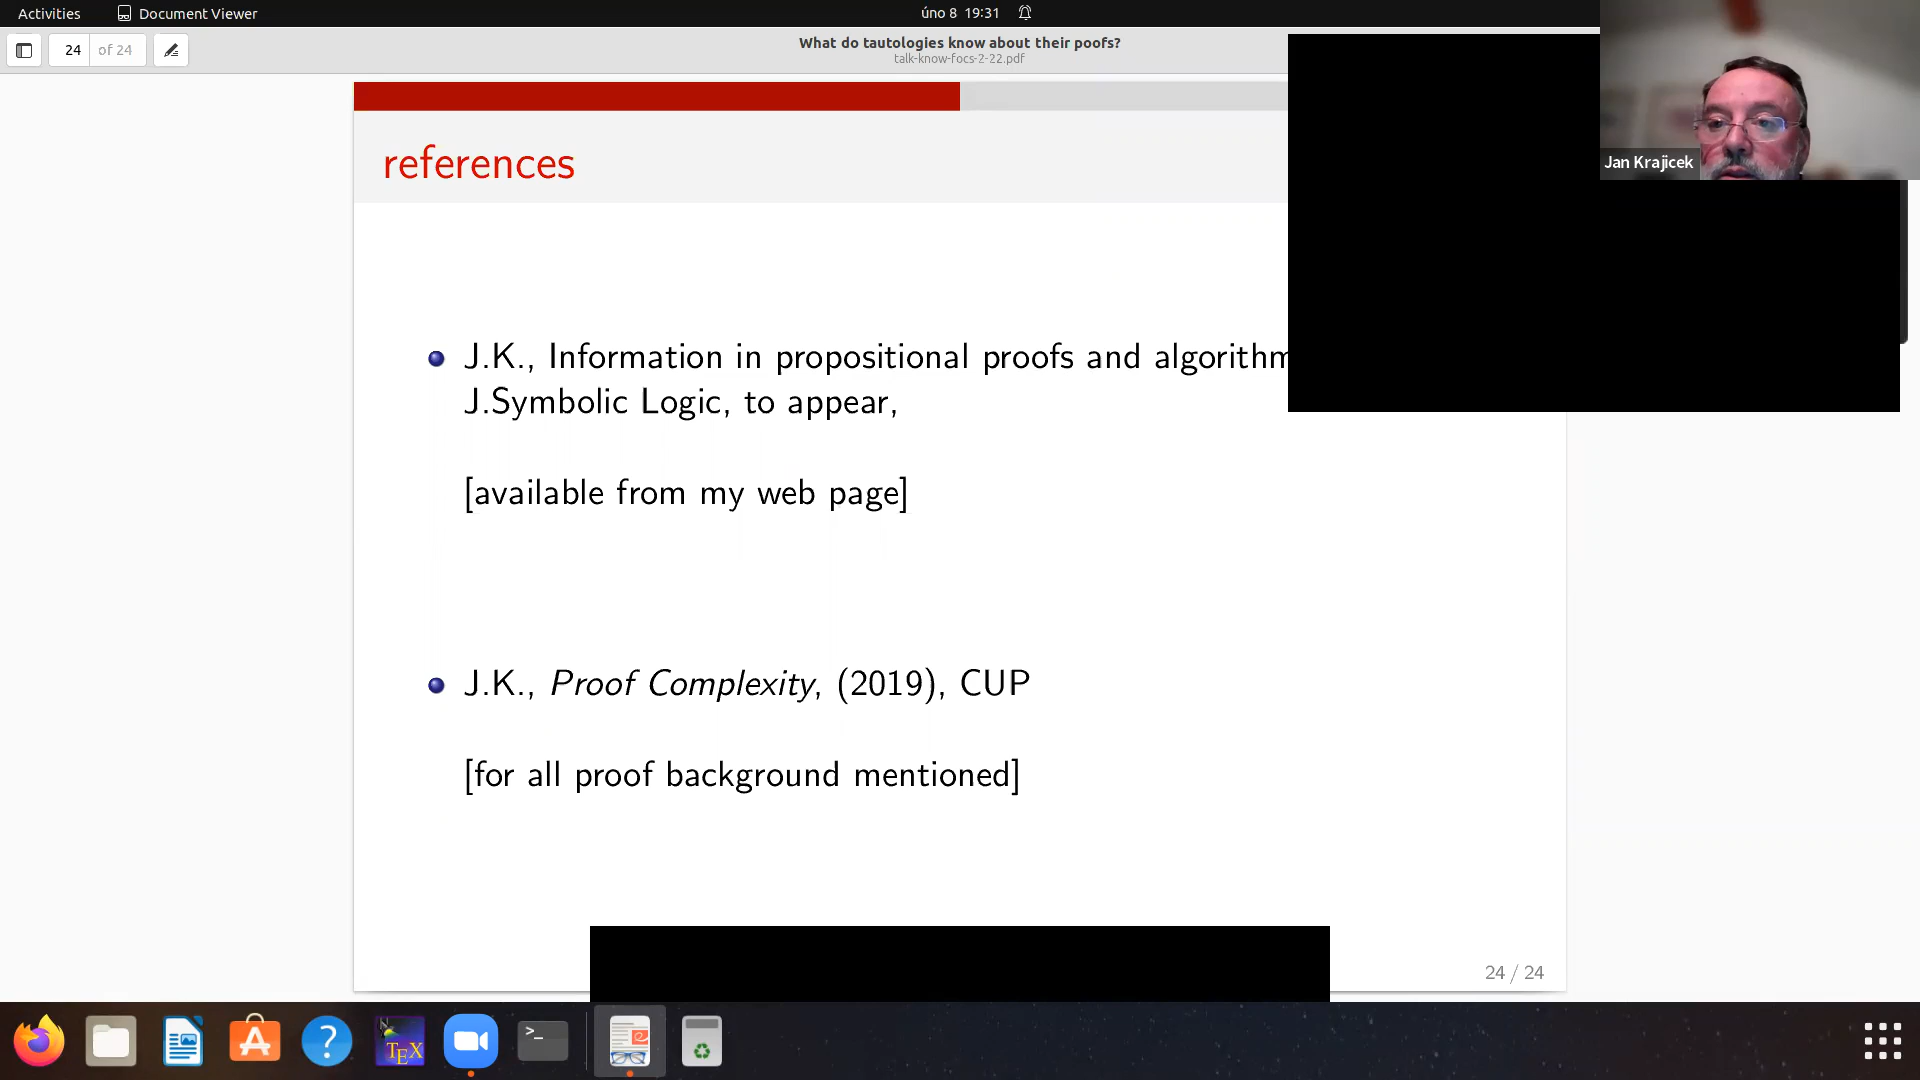 Activities
Document Viewer
úno 8 19:31
24 of 24
What do tautologies know about their poofs?
talk-know-focs-2-22.pdf
Jan Krajicek
references
J.K., Information in propositional proofs and
J.Symbolic Logic, to appear,
[available from my web page]
J.K., Proof Complexity, (2019), CUP
[for all proof background mentioned]
24 / 24
>_
TEX